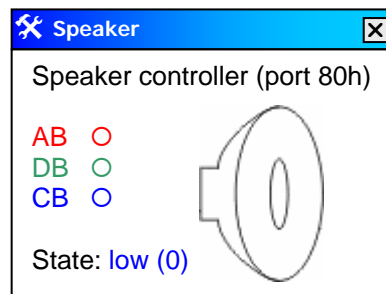 Speaker
Speaker controller (port 80h)
AB
DB
CB
State: low (0)